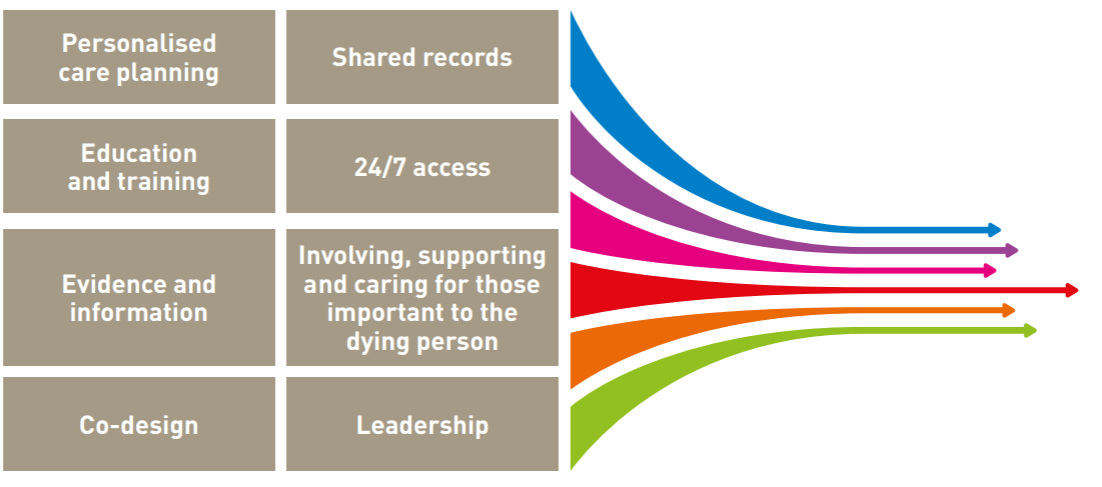 Personalised
care planning
Shared records
Education
and training
24/7 access
Evidence and
information
Involving, supporting
and caring for those
important to the
dying person
Co-design
Leadership